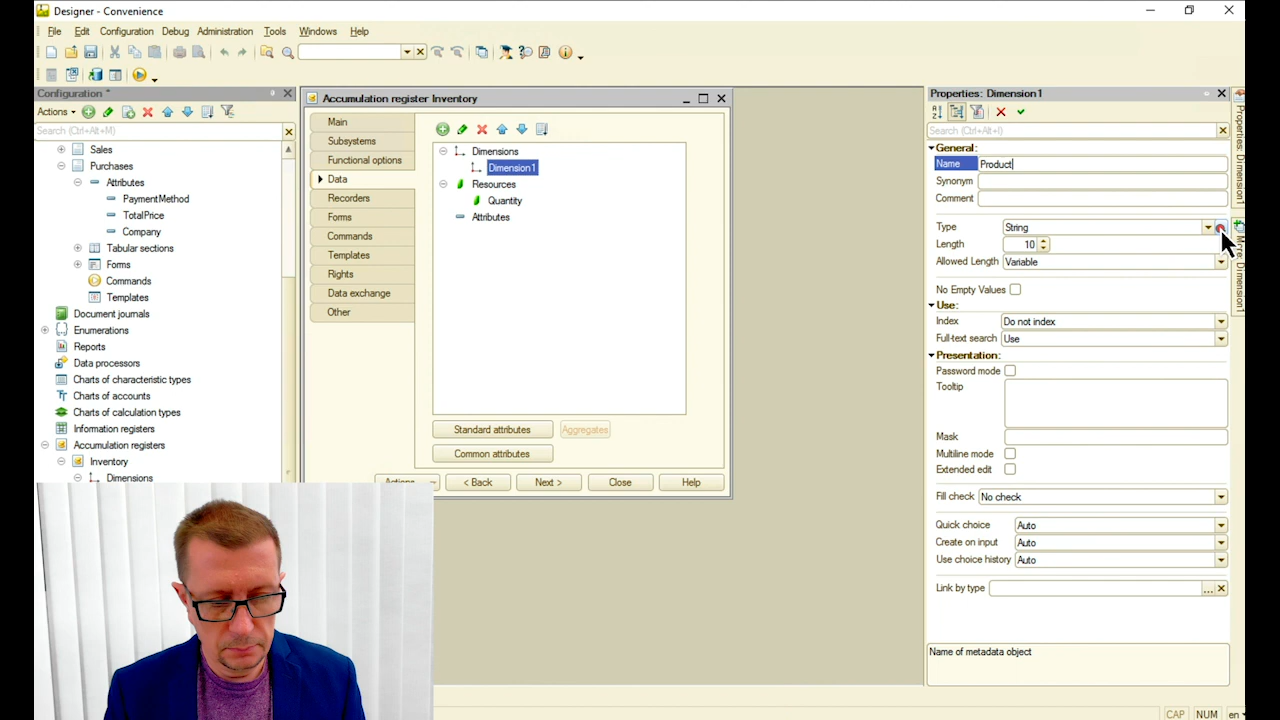 Designer - Convenience
File Edit Configuration Debug Administration Tools Windows Help
Configuration *
Actions
Search (Ctrl+Alt+M)
Sales
Purchases
Attributes
PaymentMethod
TotalPrice
Company
Tabular sections
Forms
Commands
Templates
Document journals
Enumerations
Reports
Data processors
Charts of characteristic types
Charts of accounts
Charts of calculation types
Information registers
Accumulation registers
Inventory
Dimensions
Accumulation register Inventory
Main
Subsystems
Functional options
Data
Recorders
Forms
Commands
Templates
Rights
Data exchange
Other
Dimensions
Dimension1
Resources
Quantity
Attributes
Standard attributes Aggregates
Common attributes
Actions < Back Next > Close Help
Properties: Dimension1
Search (Ctrl+Alt+I)
General:
Name Product
Synonym
Comment
Type String
Length 10
Allowed Length Variable
No Empty Values
Use:
Index Do not index
Full-text search Use
Presentation:
Password mode
Tooltip
Mask
Multiline mode
Extended edit
Fill check No check
Quick choice Auto
Create on input Auto
Use choice history Auto
Link by type ...
Name of metadata object
Properties: Dimension1
More: Dimension1
CAP NUM en